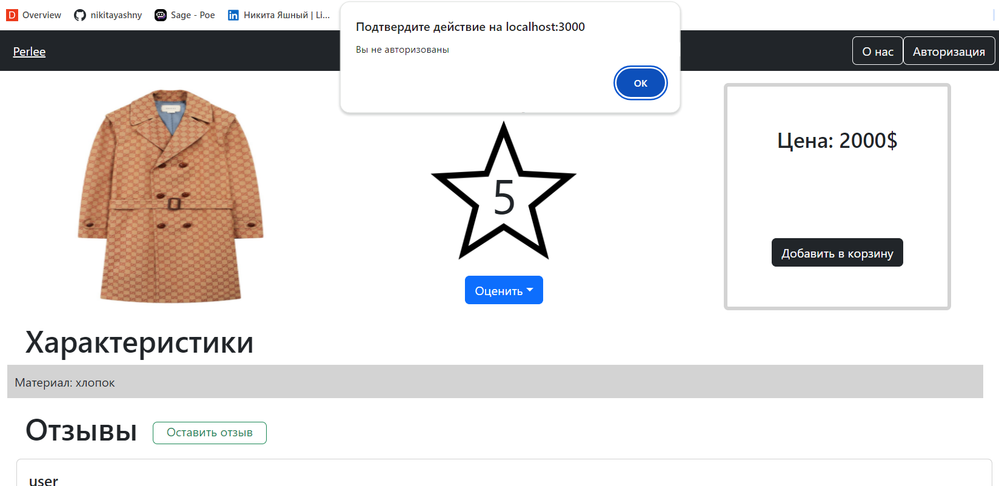 Overview
nikitayashny
Sage - Poe
Никита Яшный | Li...
Подтвердите действие на localhost:3000
Вы не авторизованы
ОК
Perlee
О нас
Авторизация
5
Оценить
Цена: 2000$
Добавить в корзину
Характеристики
Материал: хлопок
Отзывы
Оставить отзыв
user